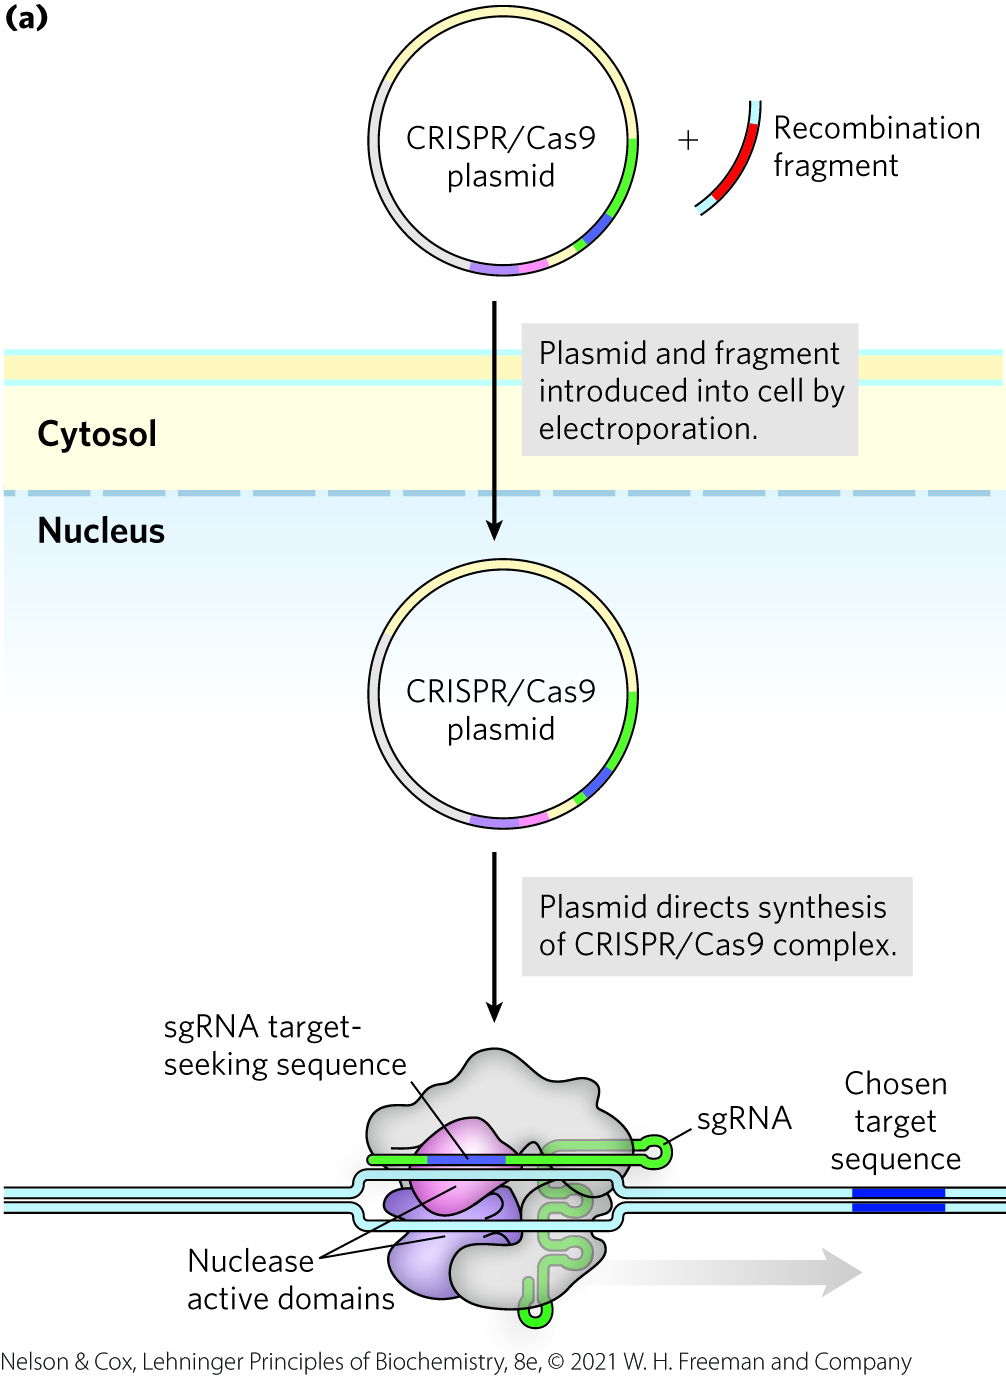 (a)
CRISPR/Cas9
plasmid
+
Recombination
fragment
Plasmid and fragment
introduced into cell by
electroporation.
Cytosol
Nucleus
CRISPR/Cas9
plasmid
Plasmid directs synthesis
of CRISPR/Cas9 complex.
sgRNA target-
seeking sequence
sgRNA
Chosen
target
sequence
Nuclease
active domains
Nelson & Cox, Lehninger Principles of Biochemistry, 8e, © 2021 W. H. Freeman and Company